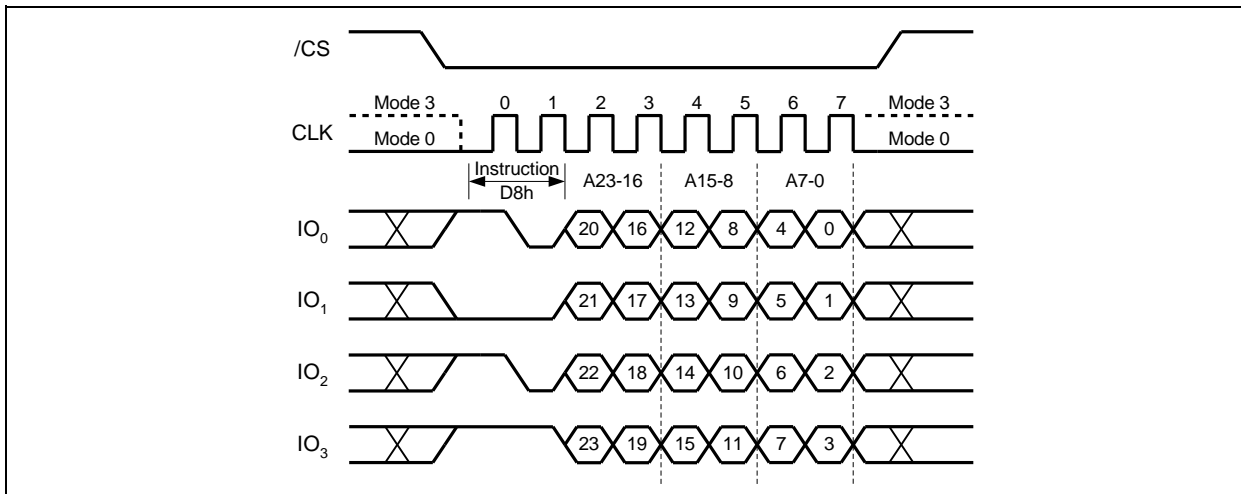 /CS
Mode 3 0 1 2 3 4 5 6 7 Mode 3
CLK
Mode 0 Mode 0
Instruction
D8h
A23-16 A15-8 A7-0
IO0 20 16 12 8 4 0
IO1 21 17 13 9 5 1
IO2 22 18 14 10 6 2
IO3 23 19 15 11 7 3